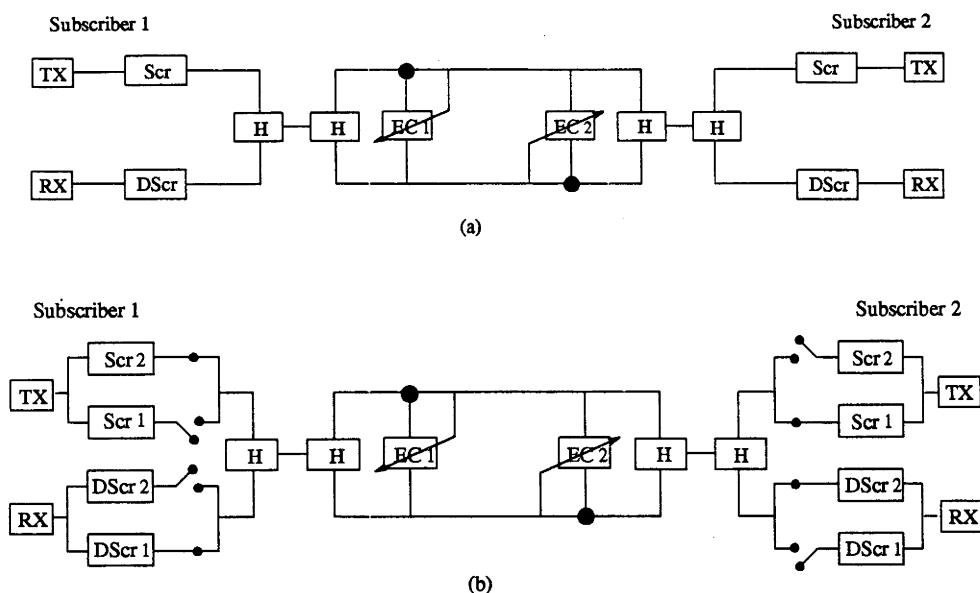 Subscriber 1 Subscriber 2
TX Scr Scr TX
H H EC 1 EC 2 H H
RX DScr DScr RX
(a)
Subscriber 1 Subscriber 2
Scr 2 Scr 2
TX TX
Scr 1 Scr 1
H H EC 1 EC 2 H H
DScr 2 DScr 2
RX RX
DScr 1 DScr 1
(b)